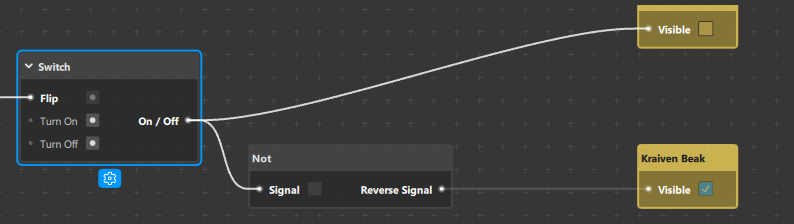 Visible
Switch
Flip
Turn On
On / Off
Turn Off
Not
Signal
Reverse Signal
Kraiven Beak
Visible